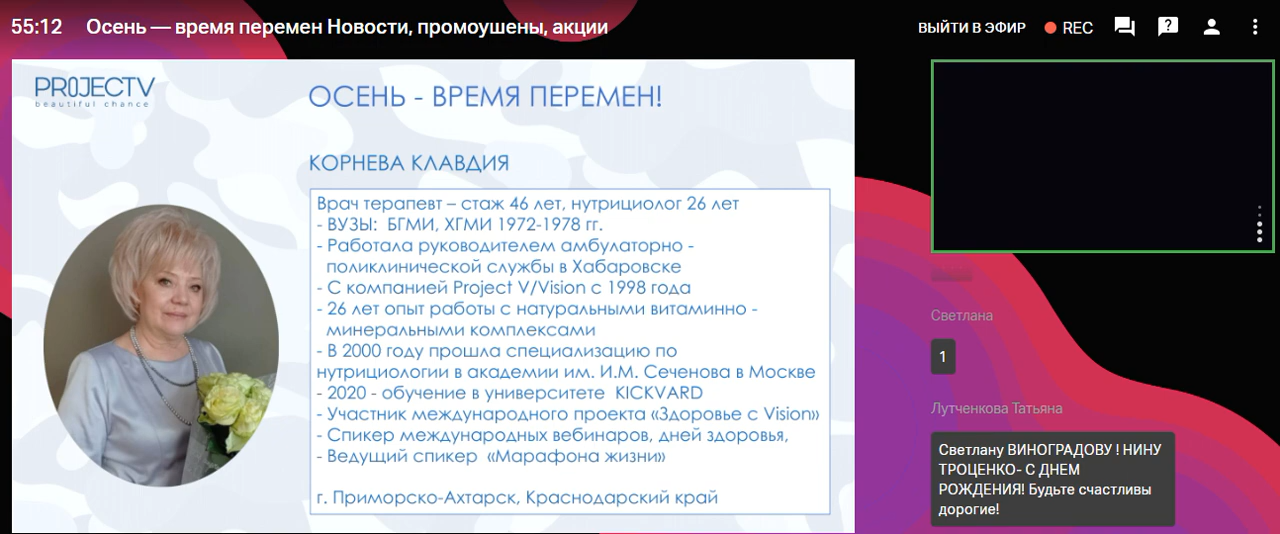 55:12 Осень — время перемен Новости, промоушены, акции
ВЫЙТИ В ЭФИР REC
PROJECTV
beautiful chance
ОСЕНЬ - ВРЕМЯ ПЕРЕМЕН!
КОРНЕВА КЛАВДИЯ
Врач терапевт – стаж 46 лет, нутрициолог 26 лет
- ВУЗЫ: БГМИ, ХГМИ 1972-1978 гг.
- Работала руководителем амбулаторно -
поликлинической службы в Хабаровске
- С компанией Project V/Vision с 1998 года
- 26 лет опыт работы с натуральными витаминно -
минеральными комплексами
- В 2000 году прошла специализацию по
нутрициологии в академии им. И.М. Сеченова в Москве
- 2020 - обучение в университете KICKVARD
- Участник международного проекта «Здоровье с Vision»
- Спикер международных вебинаров, дней здоровья,
- Ведущий спикер «Марафона жизни»
г. Приморско-Ахтарск, Краснодарский край
Светлана
1
Лутченкова Татьяна
Светлану ВИНОГРАДОВУ ! НИНУ
ТРОЦЕНКО- С ДНЕМ
РОЖДЕНИЯ! Будьте счастливы
дорогие!